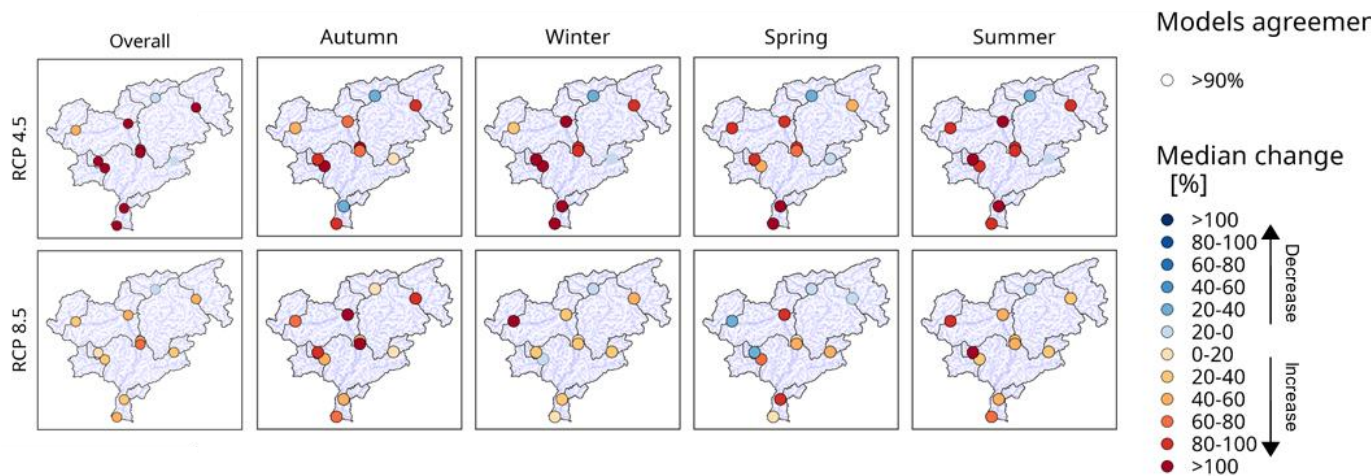 Overall
Autumn
Winter
Spring
Summer
RCP 4.5
RCP 8.5
Models agreemen
>90%
Median change
[%]
>100
80-100
60-80
40-60
20-40
20-0
0-20
20-40
40-60
60-80
80-100
>100
Decrease
Increase